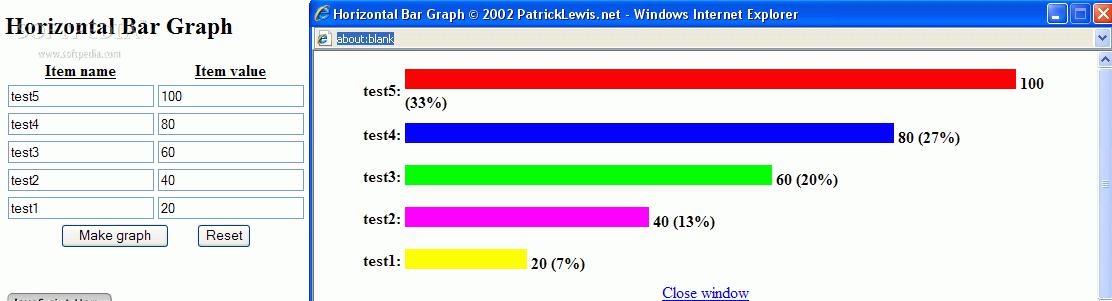 Horizontal Bar Graph
www.softpedia.com
Item name Item value
test5 100
test4 80
test3 60
test2 40
test1 20
Make graph Reset
Horizontal Bar Graph © 2002 PatrickLewis.net - Windows Internet Explorer
about:blank
test5: 100
(33%)
test4: 80 (27%)
test3: 60 (20%)
test2: 40 (13%)
test1: 20 (7%)
Close window